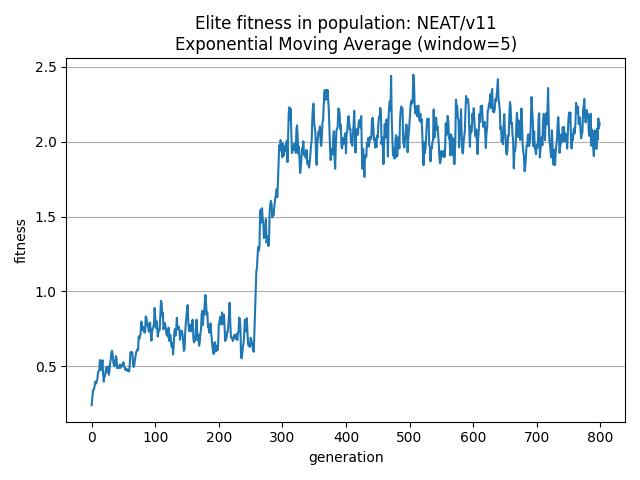 Elite fitness in population: NEAT/v11
Exponential Moving Average (window=5)
2.5
2.0
1.5
1.0
0.5
fitness
0 100 200 300 400 500 600 700 800
generation